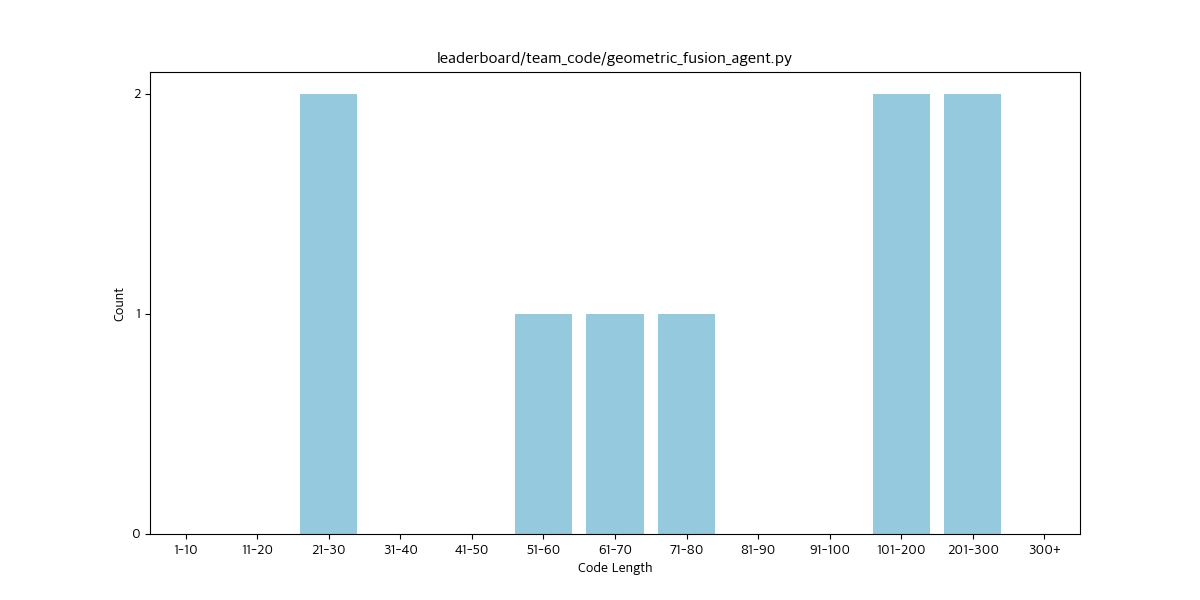 leaderboard/team_code/geometric_fusion_agent.py
2
1
0
Count
1-10 11-20 21-30 31-40 41-50 51-60 61-70 71-80 81-90 91-100 101-200 201-300 300+
Code Length